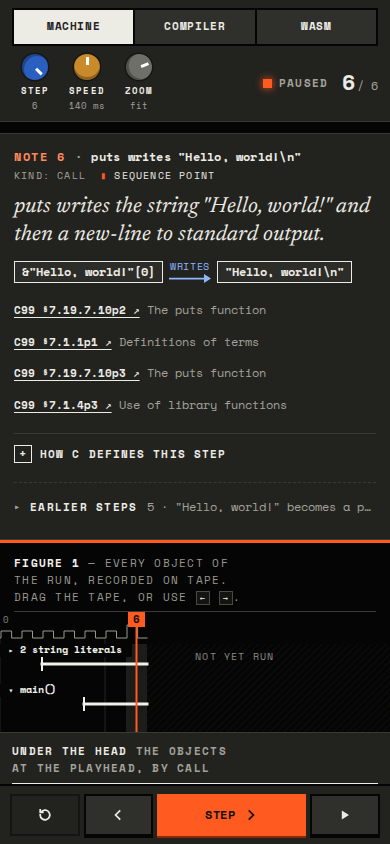 MACHINE COMPILER WASM
STEP SPEED ZOOM
6 140 ms fit
PAUSED 6 / 6
NOTE 6 · puts writes "Hello, world!\n"
KIND: CALL SEQUENCE POINT
puts writes the string "Hello, world!" and
then a new-line to standard output.
&"Hello, world!"[0] WRITES "Hello, world!\n"
C99 §7.19.7.10p2 ↗ The puts function
C99 §7.1.1p1 ↗ Definitions of terms
C99 §7.19.7.10p3 ↗ The puts function
C99 §7.1.4p3 ↗ Use of library functions
+ HOW C DEFINES THIS STEP
▸ EARLIER STEPS 5 · "Hello, world!" becomes a p…
FIGURE 1 — EVERY OBJECT OF
THE RUN, RECORDED ON TAPE.
DRAG THE TAPE, OR USE ← →.
0 6
▸ 2 string literals
NOT YET RUN
▾ main()
UNDER THE HEAD THE OBJECTS
AT THE PLAYHEAD, BY CALL
STEP